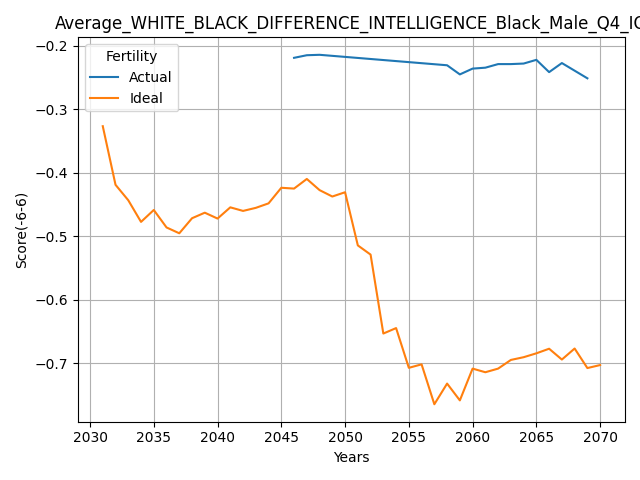 Average_WHITE_BLACK_DIFFERENCE_INTELLIGENCE_Black_Male_Q4_IC
Fertility
Actual
Ideal
Score(-6-6)
−0.2
−0.3
−0.4
−0.5
−0.6
−0.7
2030 2035 2040 2045 2050 2055 2060 2065 2070
Years